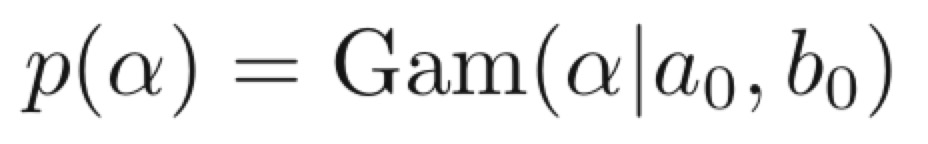 p(α) = Gam(α|a₀, b₀)